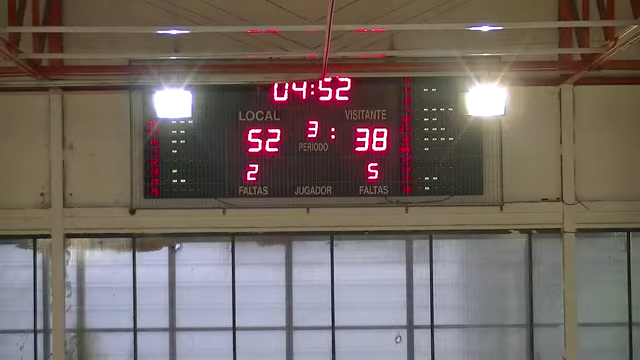 04:52
LOCAL VISITANTE
52 3 : 38
PERIODO
2 5
FALTAS JUGADOR FALTAS